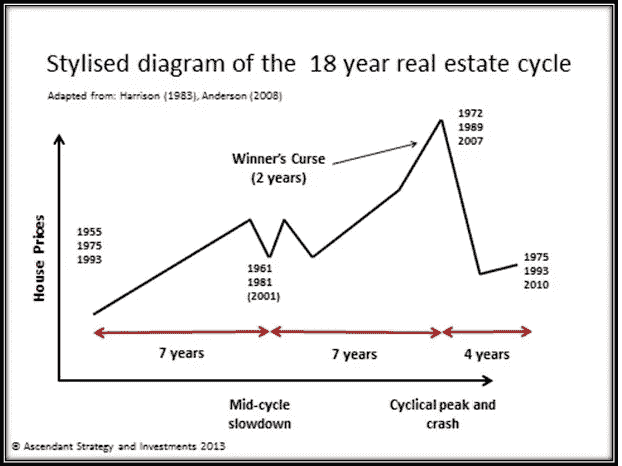 Stylised diagram of the 18 year real estate cycle
Adapted from: Harrison (1983), Anderson (2008)
1972
1989
2007
Winner's Curse
(2 years)
House Prices
1955
1975
1993
1961
1981
(2001)
1975
1993
2010
7 years
7 years
4 years
Mid-cycle
slowdown
Cyclical peak and
crash
© Ascendant Strategy and Investments 2013